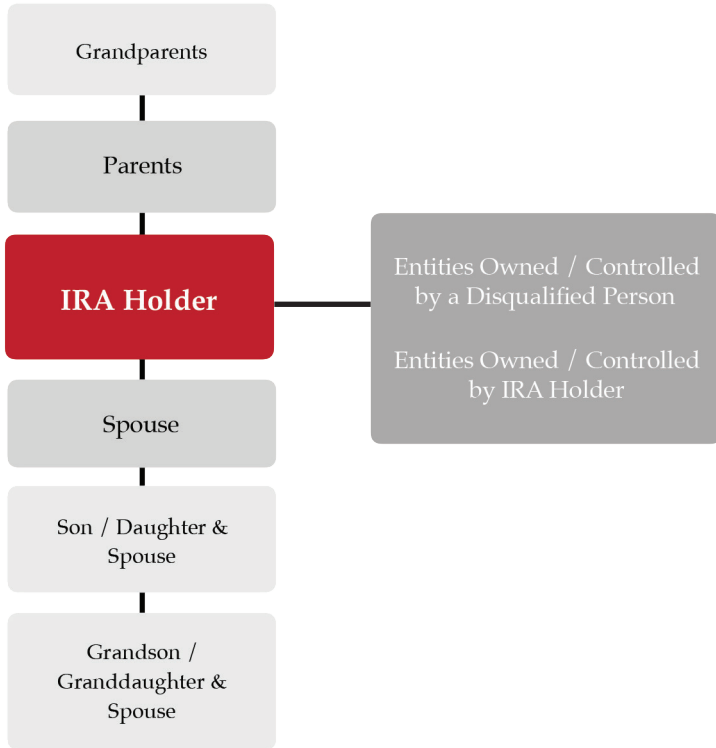 Grandparents
Parents
IRA Holder
Entities Owned / Controlled
by a Disqualified Person
Entities Owned / Controlled
by IRA Holder
Spouse
Son / Daughter &
Spouse
Grandson /
Granddaughter &
Spouse